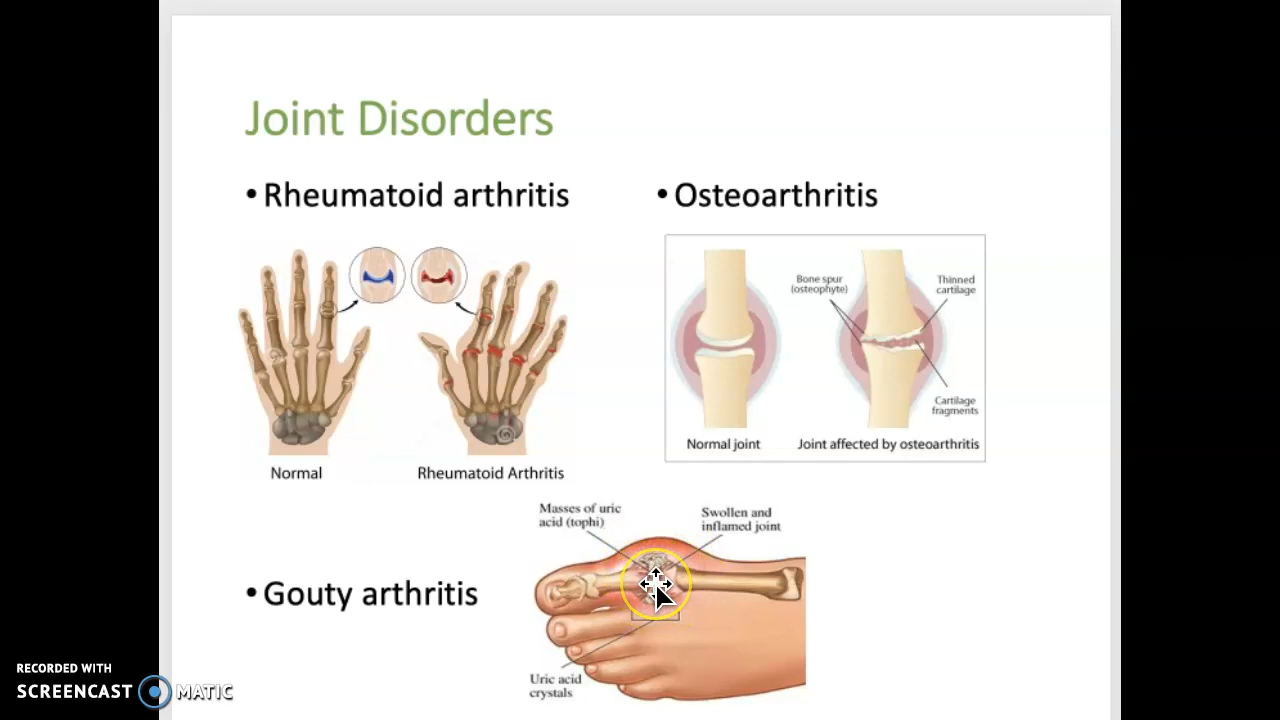 Joint Disorders
• Rheumatoid arthritis
• Osteoarthritis
Bone spur
(osteophyte)
Thinned
cartilage
Cartilage
fragments
Normal joint
Joint affected by osteoarthritis
Normal
Rheumatoid Arthritis
Masses of uric
acid (tophi)
Swollen and
inflamed joint
• Gouty arthritis
Uric acid
crystals
RECORDED WITH
SCREENCAST MATIC